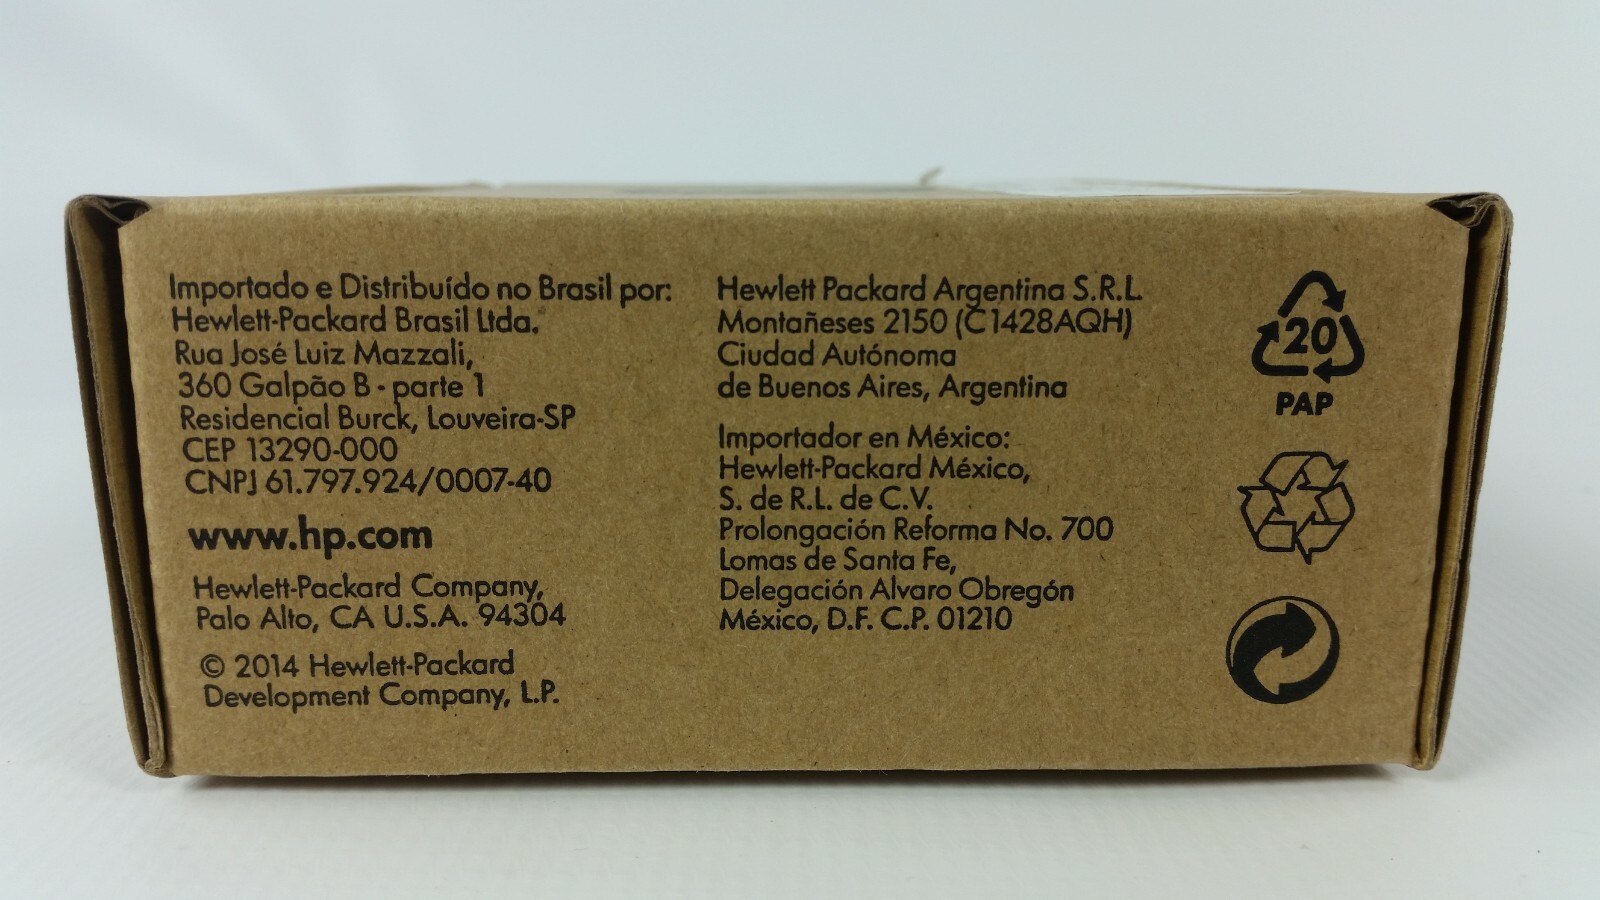 Importado e Distribuído no Brasil por:
Hewlett-Packard Brasil Ltda.
Rua José Luiz Mazzali,
360 Galpão B - parte 1
Residencial Burck, Louveira-SP
CEP 13290-000
CNPJ 61.797.924/0007-40
www.hp.com
Hewlett-Packard Company,
Palo Alto, CA U.S.A. 94304
© 2014 Hewlett-Packard
Development Company, L.P.
Hewlett Packard Argentina S.R.L.
Montañeses 2150 (C1428AQH)
Ciudad Autónoma
de Buenos Aires, Argentina
Importador en México:
Hewlett-Packard México,
S. de R.L. de C.V.
Prolongación Reforma No. 700
Lomas de Santa Fe,
Delegación Alvaro Obregón
México, D.F. C.P. 01210
20
PAP